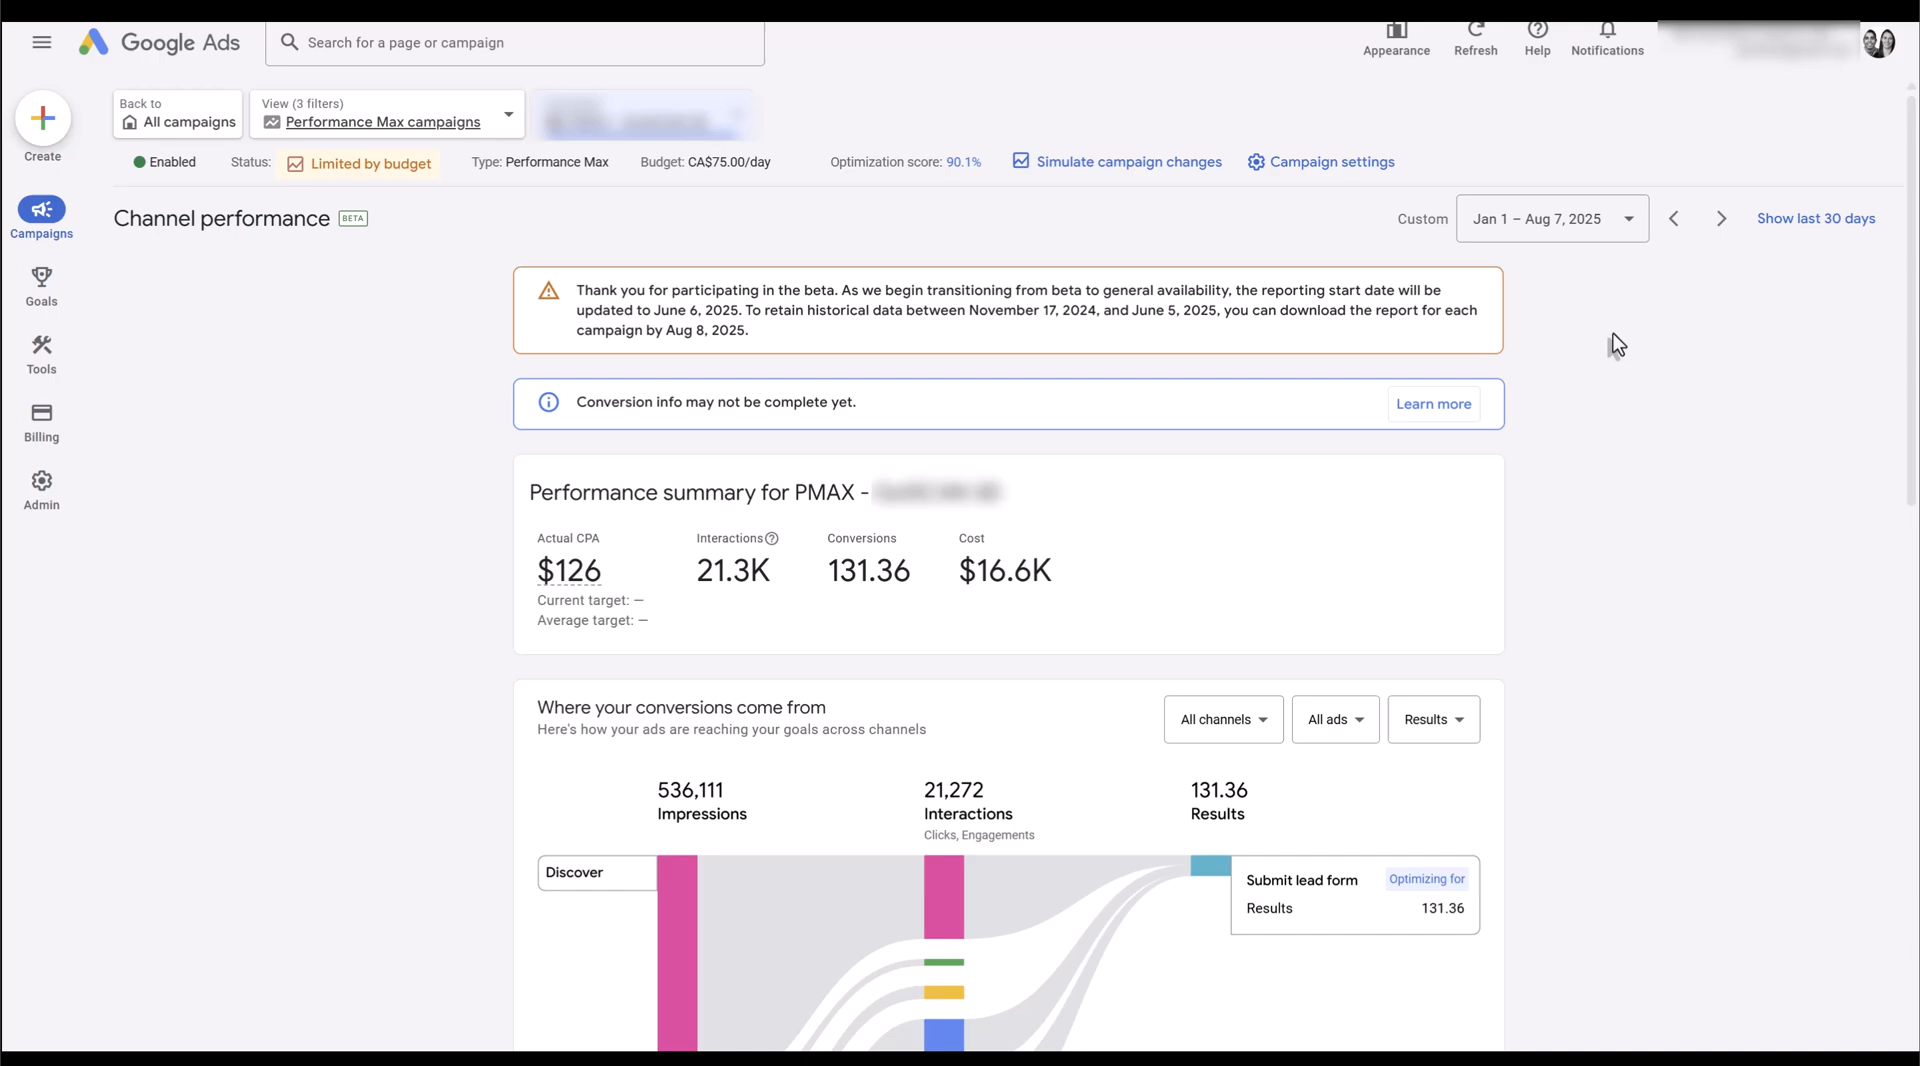 Google Ads
Search for a page or campaign
Appearance
Refresh
Help
Notifications
Create
Campaigns
Goals
Tools
Billing
Admin
Back to
All campaigns
View (3 filters)
Performance Max campaigns
Enabled
Status: Limited by budget
Type: Performance Max
Budget: CA$75.00/day
Optimization score: 90.1%
Simulate campaign changes
Campaign settings
Channel performance BETA
Custom
Jan 1 – Aug 7, 2025
Show last 30 days
Thank you for participating in the beta. As we begin transitioning from beta to general availability, the reporting start date will be
updated to June 6, 2025. To retain historical data between November 17, 2024, and June 5, 2025, you can download the report for each
campaign by Aug 8, 2025.
Conversion info may not be complete yet.
Learn more
Performance summary for PMAX -
Actual CPA
$126
Current target: —
Average target: —
Interactions
21.3K
Conversions
131.36
Cost
$16.6K
Where your conversions come from
Here's how your ads are reaching your goals across channels
All channels
All ads
Results
536,111
Impressions
21,272
Interactions
Clicks, Engagements
131.36
Results
Discover
Submit lead form
Optimizing for
Results
131.36